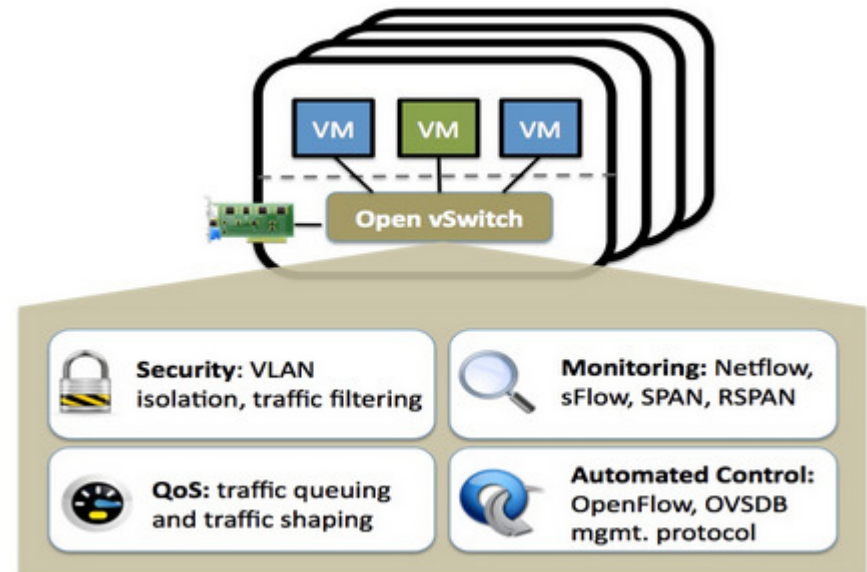 VM
VM
VM
Open vSwitch
Security: VLAN
isolation, traffic filtering
Monitoring: Netflow,
sFlow, SPAN, RSPAN
QoS: traffic queuing
and traffic shaping
Automated Control:
OpenFlow, OVSDB
mgmt. protocol